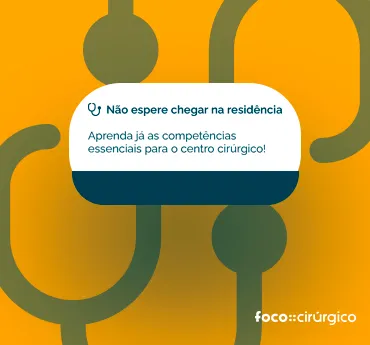 Não espere chegar na residência
Aprenda já as competências
essenciais para o centro cirúrgico!
foco::cirúrgico